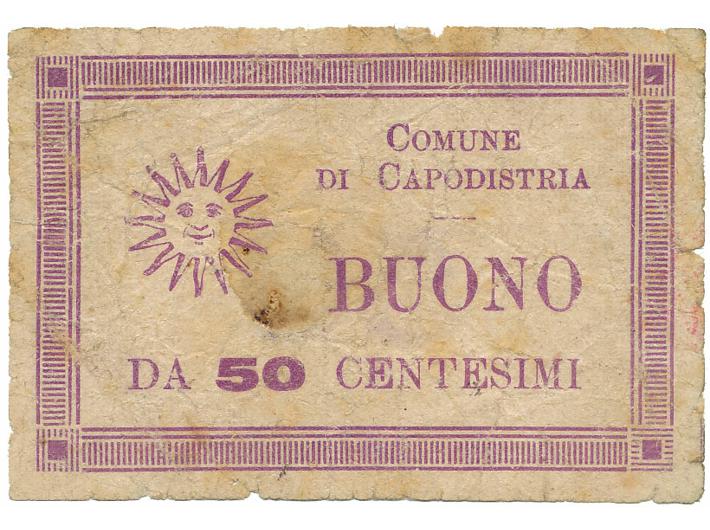 COMUNE
DI CAPODISTRIA
BUONO
DA 50 CENTESIMI